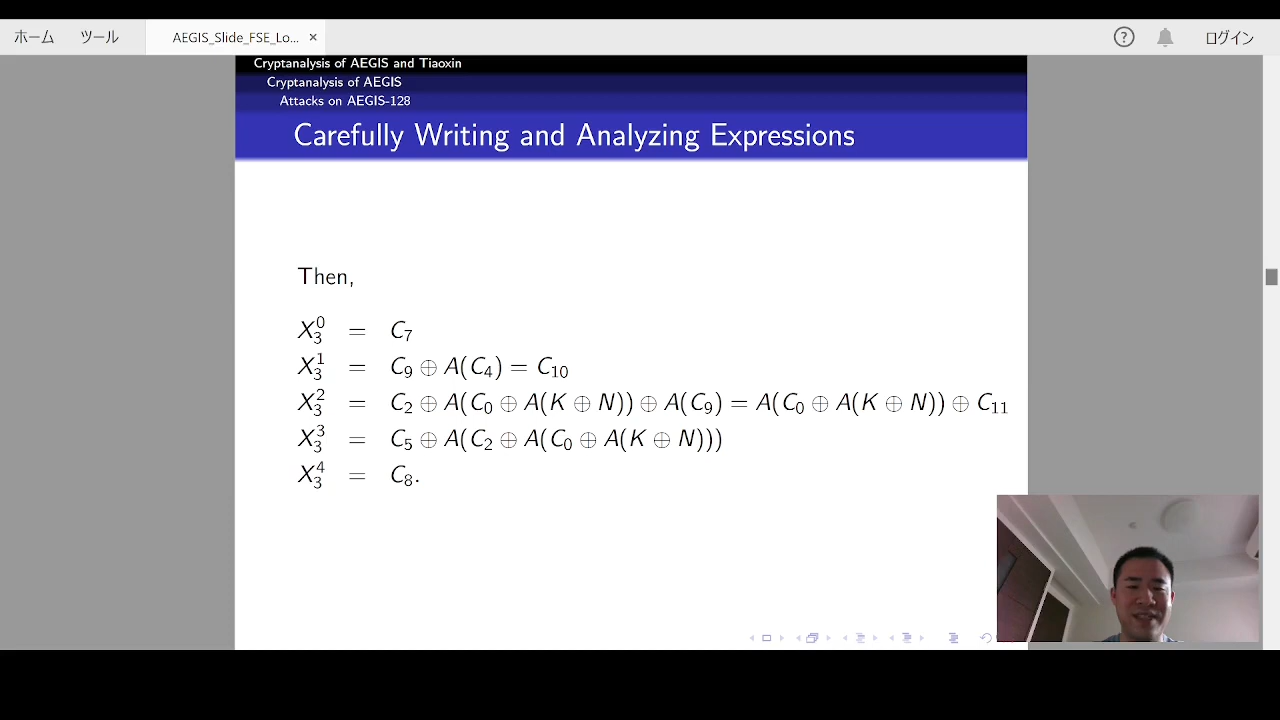 ホーム ツール AEGIS_Slide_FSE_Lo... × ? ログイン
Cryptanalysis of AEGIS and Tiaoxin
Cryptanalysis of AEGIS
Attacks on AEGIS-128
Carefully Writing and Analyzing Expressions
Then,
X₃⁰ = C₇
X₃¹ = C₉ ⊕ A(C₄) = C₁₀
X₃² = C₂ ⊕ A(C₀ ⊕ A(K ⊕ N)) ⊕ A(C₉) = A(C₀ ⊕ A(K ⊕ N)) ⊕ C₁₁
X₃³ = C₅ ⊕ A(C₂ ⊕ A(C₀ ⊕ A(K ⊕ N)))
X₃⁴ = C₈.